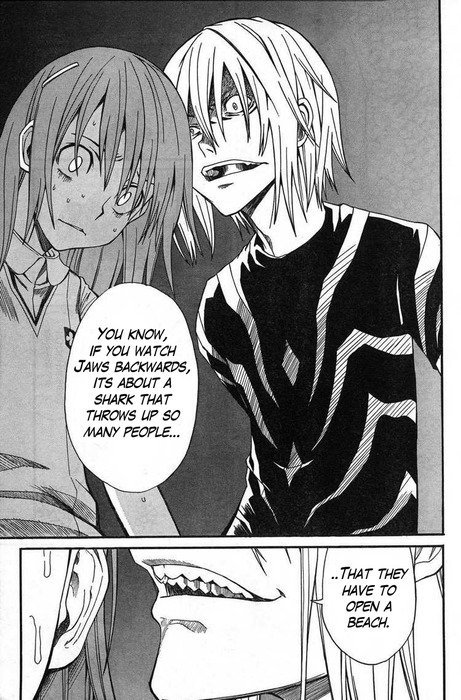 YOU KNOW,
IF YOU WATCH
JAWS BACKWARDS,
ITS ABOUT A
SHARK THAT
THROWS UP SO
MANY PEOPLE...
..THAT THEY
HAVE TO
OPEN A
BEACH.